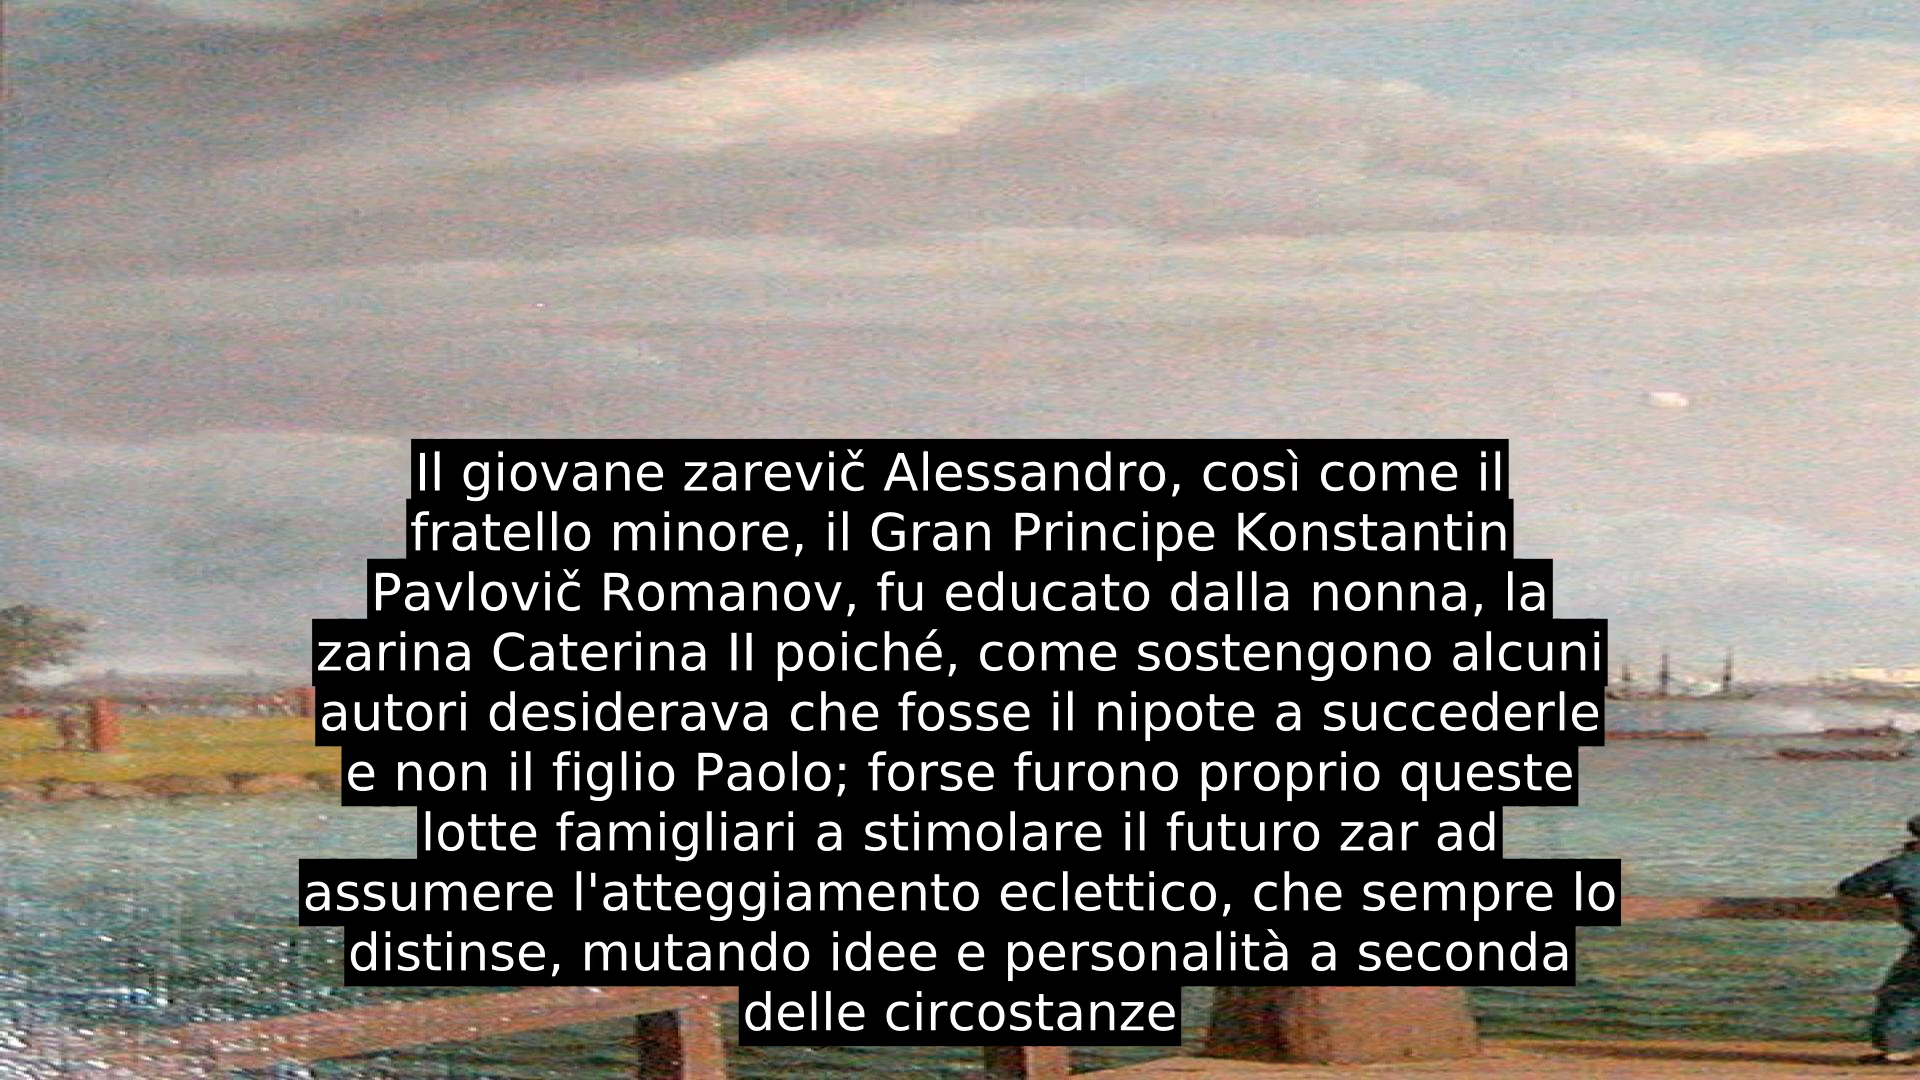 Il giovane zarevič Alessandro, così come il
fratello minore, il Gran Principe Konstantin
Pavlovič Romanov, fu educato dalla nonna, la
zarina Caterina II poiché, come sostengono alcuni
autori desiderava che fosse il nipote a succederle
e non il figlio Paolo; forse furono proprio queste
lotte famigliari a stimolare il futuro zar ad
assumere l'atteggiamento eclettico, che sempre lo
distinse, mutando idee e personalità a seconda
delle circostanze